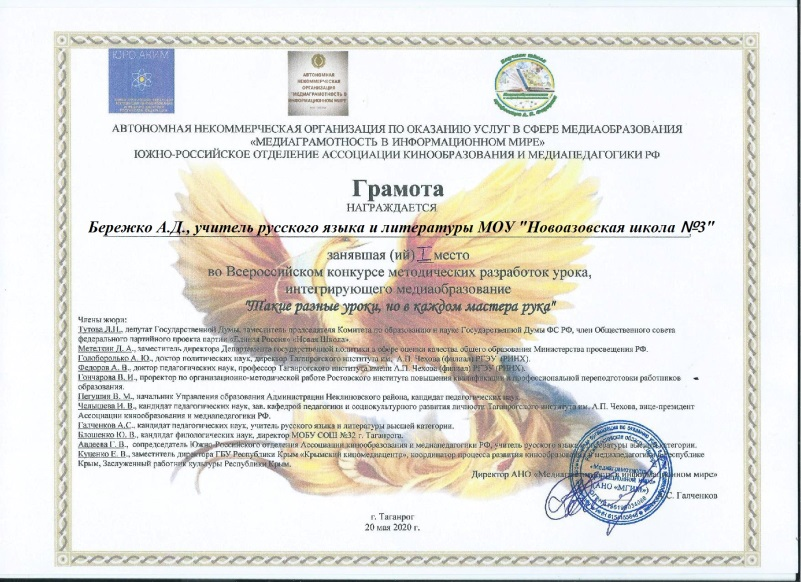 ЮРО АКИМ
АВТОНОМНАЯ
НЕКОММЕРЧЕСКАЯ
ОРГАНИЗАЦИЯ
"МЕДИАГРАМОТНОСТЬ В
ИНФОРМАЦИОННОМ МИРЕ"
АВТОНОМНАЯ НЕКОММЕРЧЕСКАЯ ОРГАНИЗАЦИЯ ПО ОКАЗАНИЮ УСЛУГ В СФЕРЕ МЕДИАОБРАЗОВАНИЯ
«МЕДИАГРАМОТНОСТЬ В ИНФОРМАЦИОННОМ МИРЕ»
ЮЖНО-РОССИЙСКОЕ ОТДЕЛЕНИЕ АССОЦИАЦИИ КИНООБРАЗОВАНИЯ И МЕДИАПЕДАГОГИКИ РФ
Грамота
НАГРАЖДАЕТСЯ
Бережко А.Д., учитель русского языка и литературы МОУ "Новоазовская школа №3"
занявшая (ий) I место
во Всероссийском конкурсе методических разработок урока,
интегрирующего медиаобразование
"Такие разные уроки, но в каждом мастера рука"
Члены жюри:
Тутова Л.Н., депутат Государственной Думы, заместитель председателя Комитета по образованию и науке Государственной Думы ФС РФ, член Общественного совета
федерального партийного проекта партии «Единая Россия» «Новая Школа»
Метелкин Д. А., заместитель директора Департамента государственной политики в сфере оценки качества общего образования Министерства просвещения РФ.
Голобородько А. Ю., доктор политических наук, директор Таганрогского института им. А.П. Чехова (филиал) РГЭУ (РИНХ).
Федоров А. В., доктор педагогических наук, профессор Таганрогского института имени А.П. Чехова (филиал) РГЭУ (РИНХ).
Гончарова В. И., проректор по организационно-методической работе Ростовского института повышения квалификации и профессиональной переподготовки работников
образования.
Пегушин В. М., начальник Управления образования Администрации Неклиновского района, кандидат педагогических наук.
Челышева И. В., кандидат педагогических наук, зав. кафедрой педагогики и социокультурного развития личности Таганрогского института им. А.П. Чехова, вице-президент
Ассоциации кинообразования и медиапедагогики РФ.
Галченков А.С., кандидат педагогических наук, учитель русского языка и литературы высшей категории.
Ю. В., кандидат филологических наук, директор МОБУ СОШ №32 г. Таганрога.
Авдеева Г. В., сопредседатель Южно-Российского отделения Ассоциации кинообразования и медиапедагогики РФ, учитель русского языка и литературы высшей категории.
Куценко Е. В., заместитель директора ГБУ Республики Крым «Крымский киномедиацентр», координатор процесса развития кинообразования и медиапедагогики в республике
Крым, Заслуженный работник культуры Республики Крым.
Директор АНО «Медиаграмотность в информационном мире»
С. Галченков
«Медиаграмотность
в информационном мире»
(АНО «МГИМ»)
г. Таганрог
20 мая 2020 г.